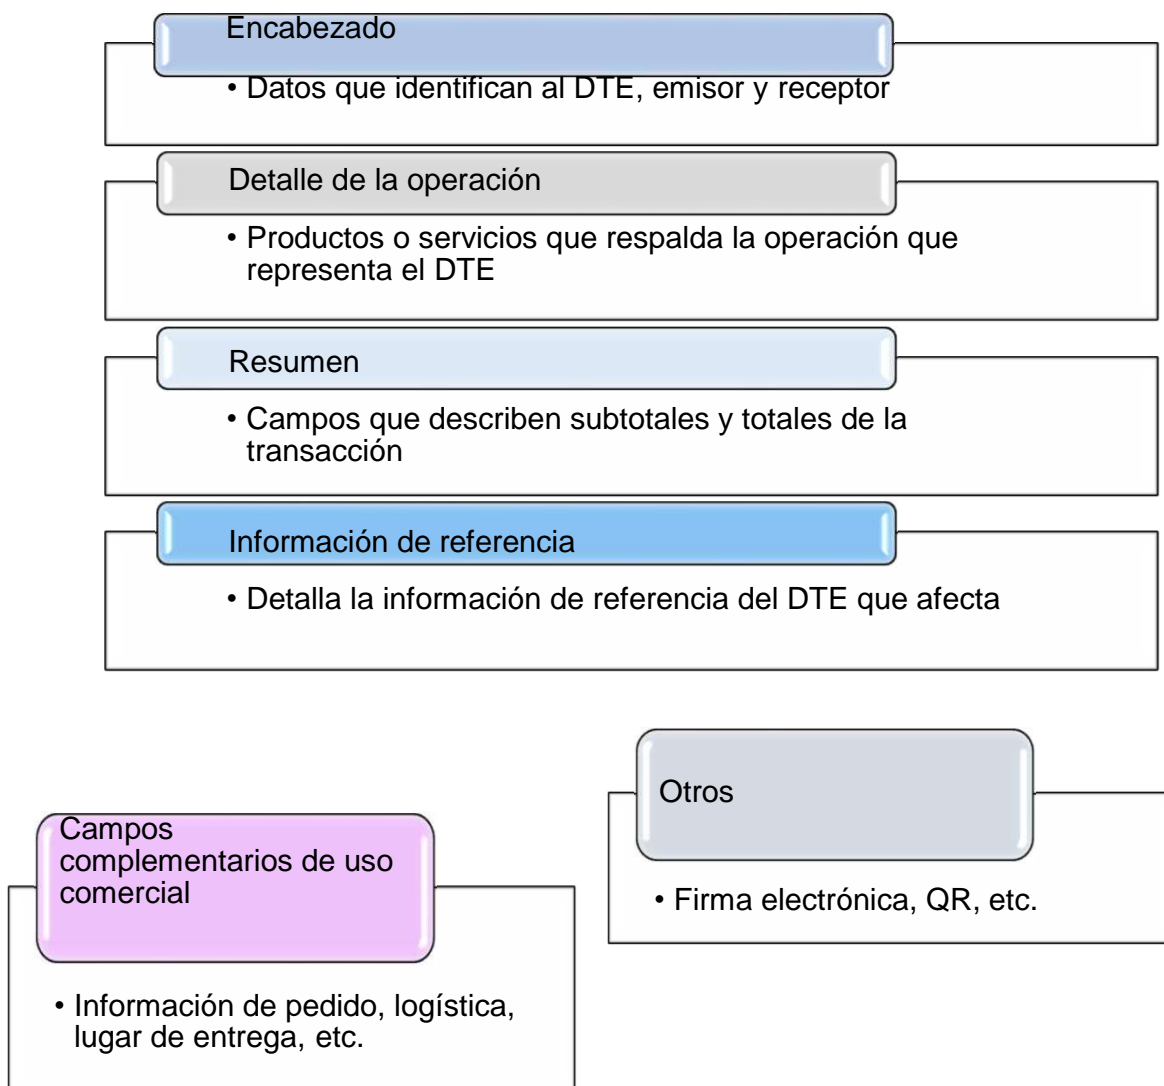 Encabezado
• Datos que identifican al DTE, emisor y receptor
Detalle de la operación
• Productos o servicios que respalda la operación que
representa el DTE
Resumen
• Campos que describen subtotales y totales de la
transacción
Información de referencia
• Detalla la información de referencia del DTE que afecta
Campos
complementarios de uso
comercial
• Información de pedido, logística,
lugar de entrega, etc.
Otros
• Firma electrónica, QR, etc.